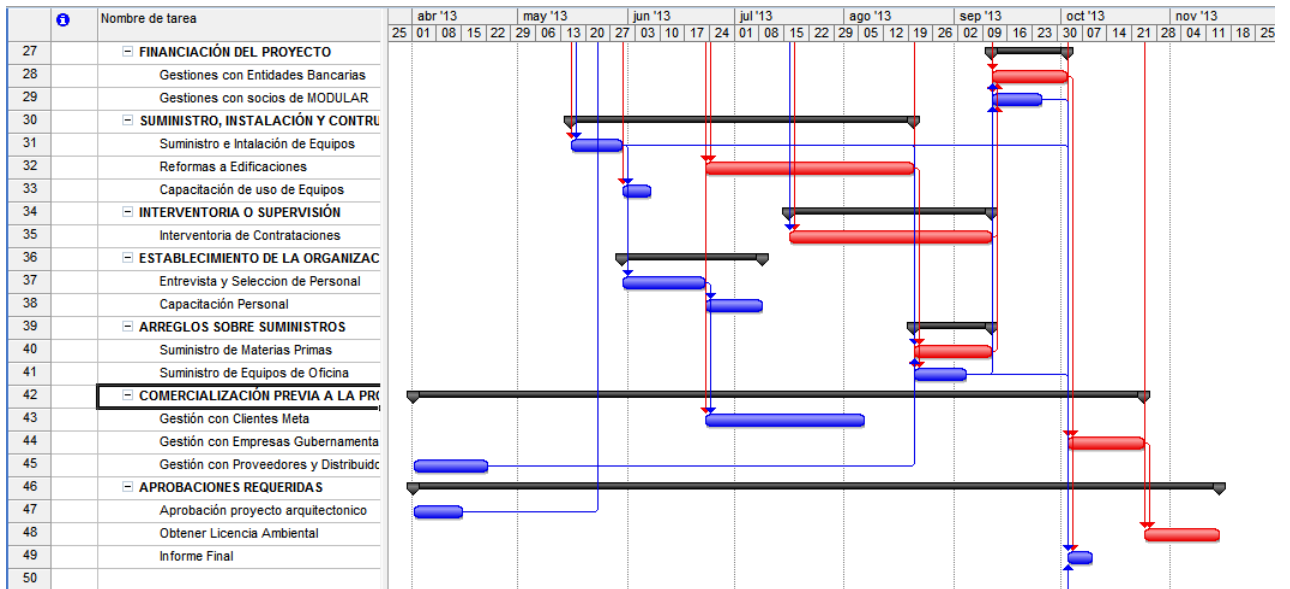 Nombre de tarea
abr '13 may '13 jun '13 jul '13 ago '13 sep '13 oct '13 nov '13
25 01 08 15 22 29 06 13 20 27 03 10 17 24 01 08 15 22 29 05 12 19 26 02 09 16 23 30 07 14 21 28 04 11 18 25
27 FINANCIACIÓN DEL PROYECTO
28 Gestiones con Entidades Bancarias
29 Gestiones con socios de MODULAR
30 SUMINISTRO, INSTALACIÓN Y CONTRU
31 Suministro e Intalación de Equipos
32 Reformas a Edificaciones
33 Capacitación de uso de Equipos
34 INTERVENTORIA O SUPERVISIÓN
35 Interventoria de Contrataciones
36 ESTABLECIMIENTO DE LA ORGANIZAC
37 Entrevista y Seleccion de Personal
38 Capacitación Personal
39 ARREGLOS SOBRE SUMINISTROS
40 Suministro de Materias Primas
41 Suministro de Equipos de Oficina
42 COMERCIALIZACIÓN PREVIA A LA PRO
43 Gestión con Clientes Meta
44 Gestión con Empresas Gubernamenta
45 Gestión con Proveedores y Distribuido
46 APROBACIONES REQUERIDAS
47 Aprobación proyecto arquitectonico
48 Obtener Licencia Ambiental
49 Informe Final
50